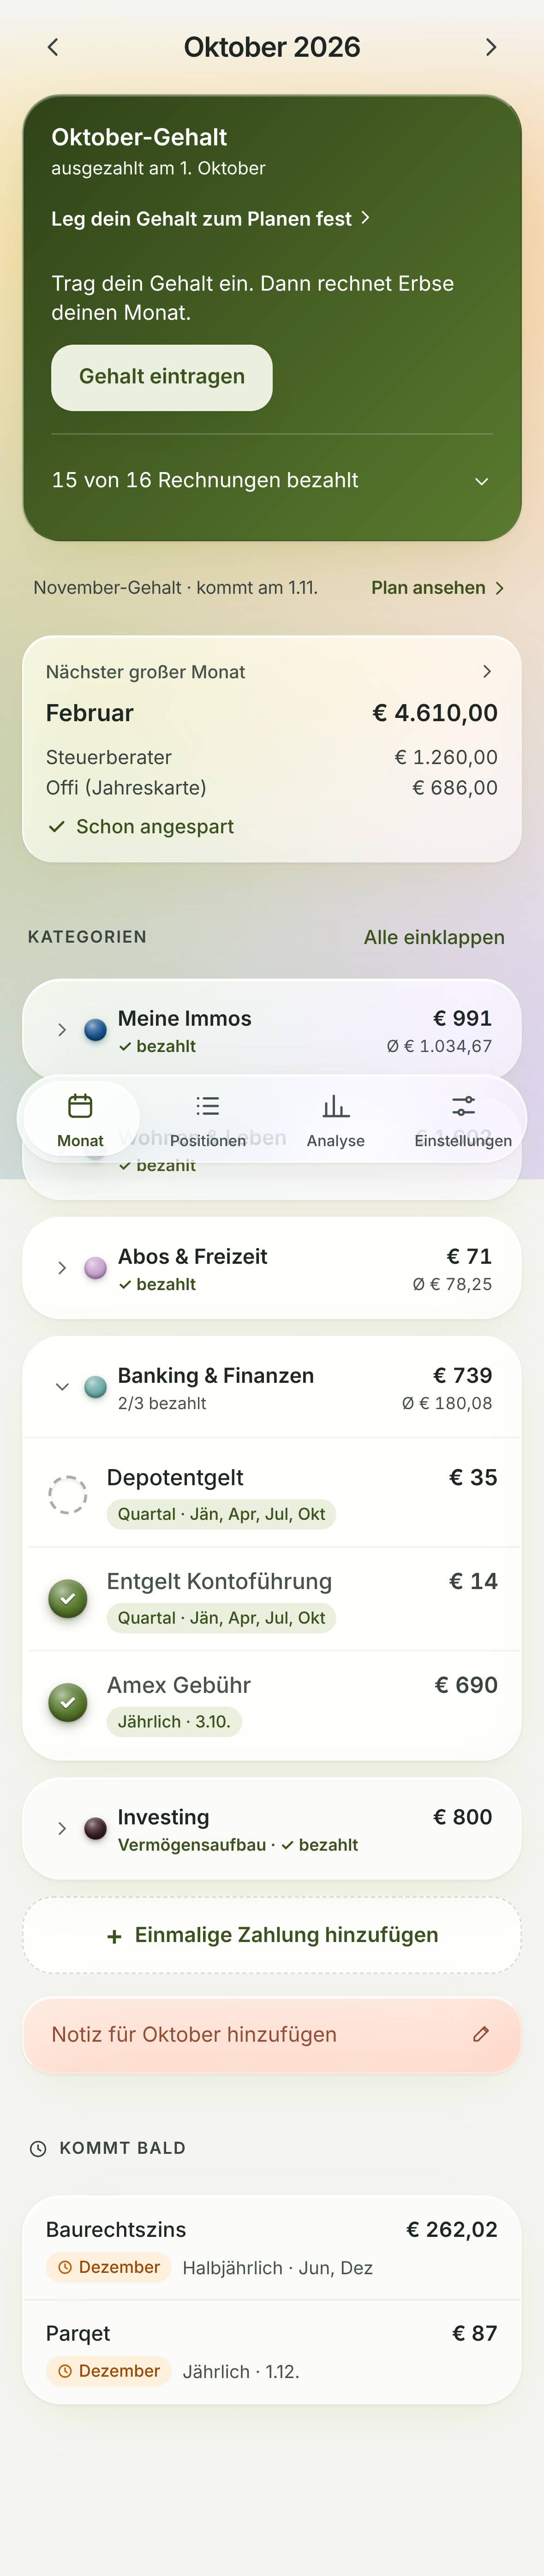 Oktober 2026
Oktober-Gehalt
ausgezahlt am 1. Oktober
Leg dein Gehalt zum Planen fest
Trag dein Gehalt ein. Dann rechnet Erbse
deinen Monat.
Gehalt eintragen
15 von 16 Rechnungen bezahlt
November-Gehalt · kommt am 1.11.
Plan ansehen
Nächster großer Monat
Februar € 4.610,00
Steuerberater € 1.260,00
Offi (Jahreskarte) € 686,00
Schon angespart
KATEGORIEN
Alle einklappen
Meine Immos € 991
bezahlt Ø € 1.034,67
Wohnen & Leben
Monat Positionen Analyse Einstellungen
bezahlt
Abos & Freizeit € 71
bezahlt Ø € 78,25
Banking & Finanzen € 739
2/3 bezahlt Ø € 180,08
Depotentgelt € 35
Quartal · Jän, Apr, Jul, Okt
Entgelt Kontoführung € 14
Quartal · Jän, Apr, Jul, Okt
Amex Gebühr € 690
Jährlich · 3.10.
Investing € 800
Vermögensaufbau · ✓ bezahlt
+ Einmalige Zahlung hinzufügen
Notiz für Oktober hinzufügen
KOMMT BALD
Baurechtszins € 262,02
Dezember Halbjährlich · Jun, Dez
Parqet € 87
Dezember Jährlich · 1.12.